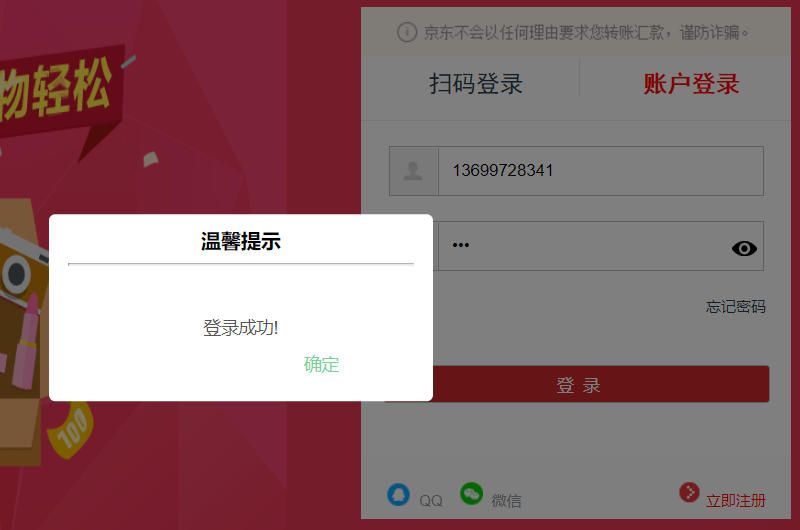 京东不会以任何理由要求您转账汇款，谨防诈骗。
扫码登录 账户登录
物轻松
13699728341
•••
温馨提示
忘记密码
登录成功!
确定
登 录
100
QQ 微信 立即注册